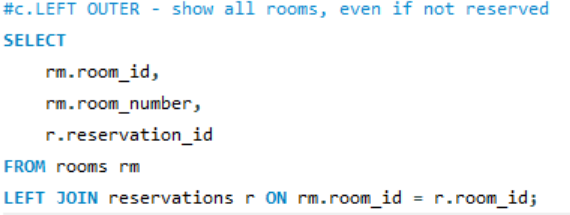 #c.LEFT OUTER - show all rooms, even if not reserved
SELECT
    rm.room_id,
    rm.room_number,
    r.reservation_id
FROM rooms rm
LEFT JOIN reservations r ON rm.room_id = r.room_id;